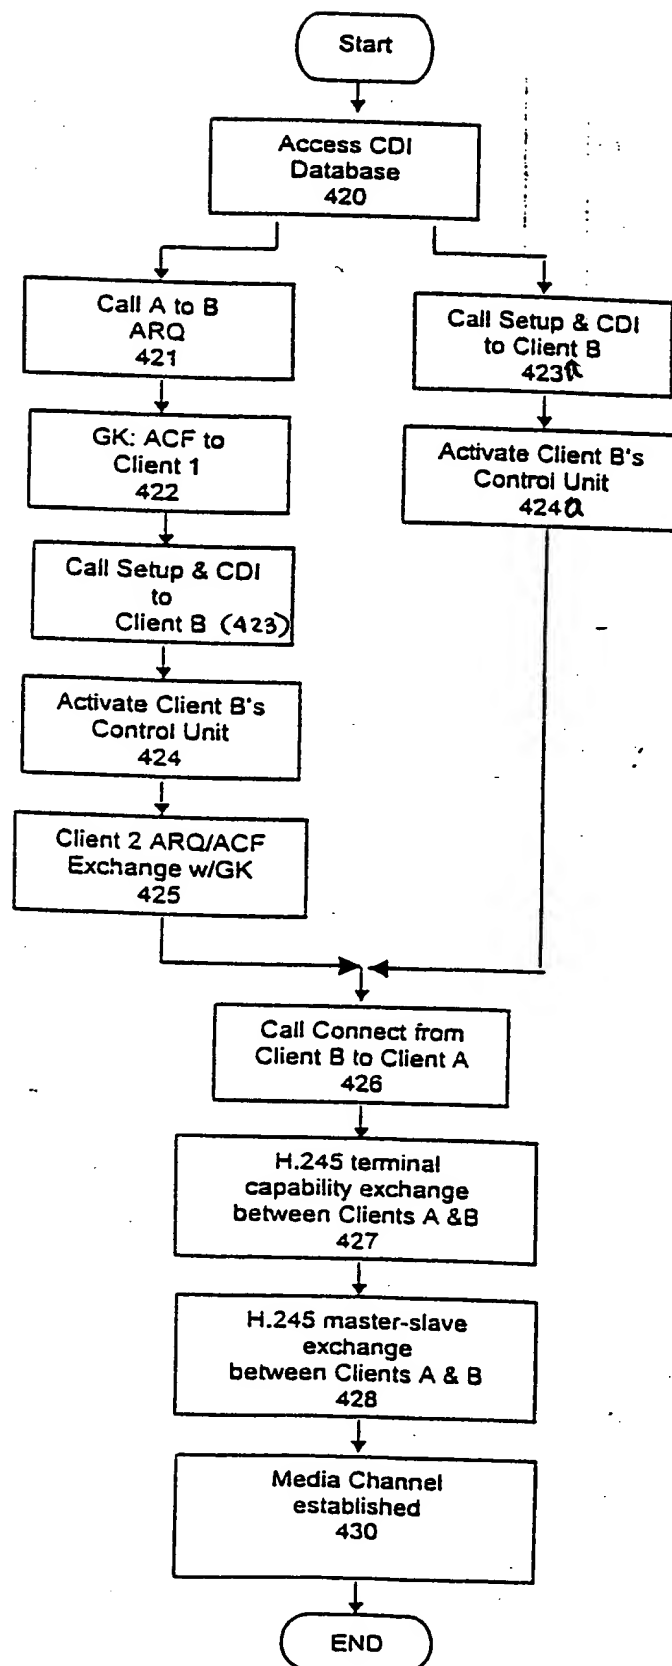 Start
Access CDI
Database
420
Call A to B
ARQ
421
GK: ACF to
Client 1
422
Call Setup & CDI
to
Client B (423)
Activate Client B's
Control Unit
424
Client 2 ARQ/ACF
Exchange w/GK
425
Call Setup & CDI
to Client B
423a
Activate Client B's
Control Unit
424a
Call Connect from
Client B to Client A
426
H.245 terminal
capability exchange
between Clients A &B
427
H.245 master-slave
exchange
between Clients A & B
428
Media Channel
established
430
END